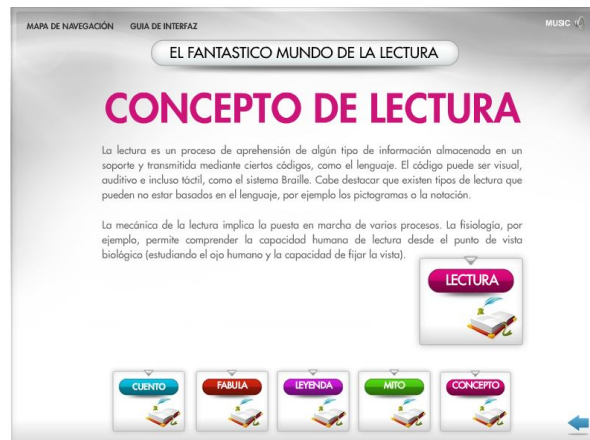 MAPA DE NAVEGACIÓN GUIA DE INTERFAZ MUSIC
EL FANTASTICO MUNDO DE LA LECTURA
CONCEPTO DE LECTURA
La lectura es un proceso de aprehensión de algún tipo de información almacenada en un
soporte y transmitida mediante ciertos códigos, como el lenguaje. El código puede ser visual,
auditivo e incluso táctil, como el sistema Braille. Cabe destacar que existen tipos de lectura que
pueden no estar basados en el lenguaje, por ejemplo los pictogramas o la notación.
La mecánica de la lectura implica la puesta en marcha de varios procesos. La fisiología, por
ejemplo, permite comprender la capacidad humana de lectura desde el punto de vista
biológico (estudiando el ojo humano y la capacidad de fijar la vista).
LECTURA
CUENTO FABULA LEYENDA MITO CONCEPTO